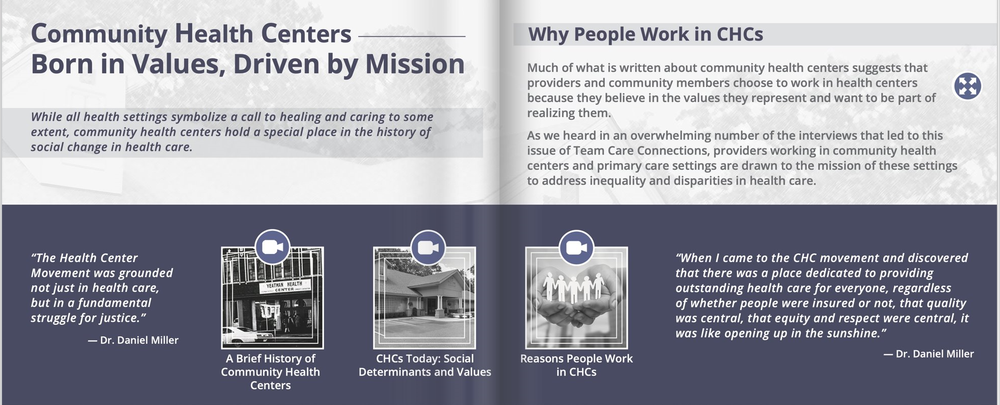 Community Health Centers
Born in Values, Driven by Mission
While all health settings symbolize a call to healing and caring to some
extent, community health centers hold a special place in the history of
social change in health care.
Why People Work in CHCs
Much of what is written about community health centers suggests that
providers and community members choose to work in health centers
because they believe in the values they represent and want to be part of
realizing them.
As we heard in an overwhelming number of the interviews that led to this
issue of Team Care Connections, providers working in community health
centers and primary care settings are drawn to the mission of these settings
to address inequality and disparities in health care.
“The Health Center
Movement was grounded
not just in health care,
but in a fundamental
struggle for justice.”
— Dr. Daniel Miller
YEATMAN HEALTH
CENTER
A Brief History of
Community Health
Centers
CHCs Today: Social
Determinants and Values
Reasons People Work
in CHCs
“When I came to the CHC movement and discovered
that there was a place dedicated to providing
outstanding health care for everyone, regardless
of whether people were insured or not, that quality
was central, that equity and respect were central, it
was like opening up in the sunshine.”
— Dr. Daniel Miller